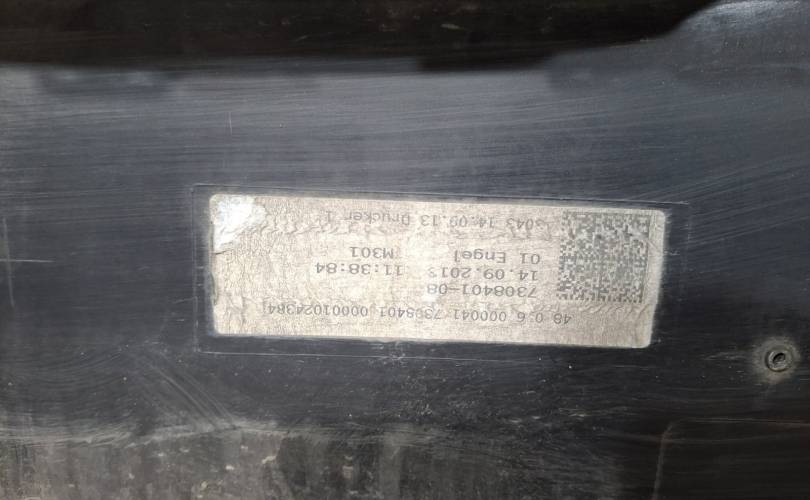 48 0.6 000041 7308401 00001024384
7308401-08
14.09.2013 11:38:84
01 Engel M301
3043 14.09.13 Drucker 1